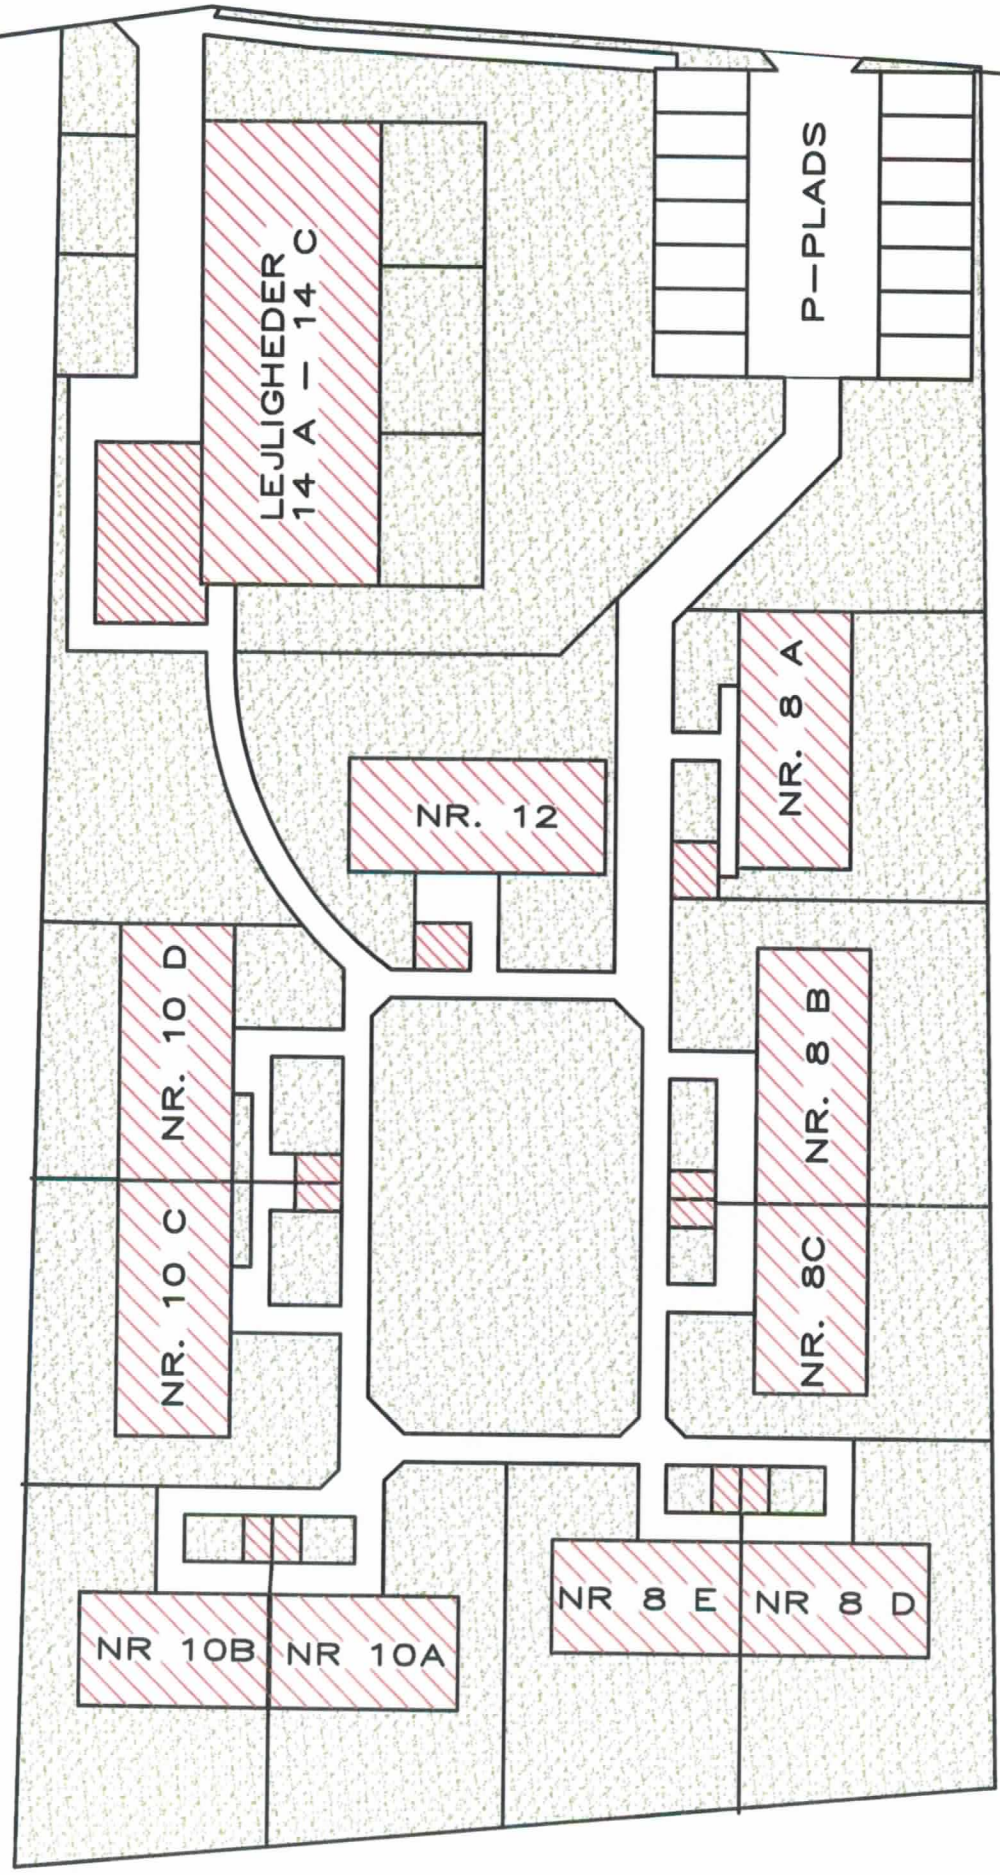 P-PLADS
LEJLIGHEDER
14 A - 14 C
NR. 8 A
NR. 12
NR. 10 D
NR. 8 B
NR. 10 C
NR. 8C
NR 8 E
NR 8 D
NR 10B
NR 10A